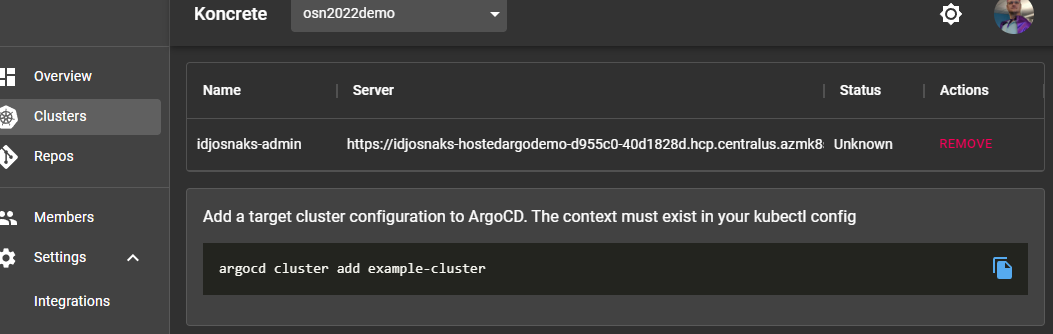 Koncrete osn2022demo
Overview
Clusters
Repos
Members
Settings
Integrations
Name Server Status Actions
idjosnaks-admin https://idjosnaks-hostedargodemo-d955c0-40d1828d.hcp.centralus.azmk8 Unknown REMOVE
Add a target cluster configuration to ArgoCD. The context must exist in your kubectl config
argocd cluster add example-cluster